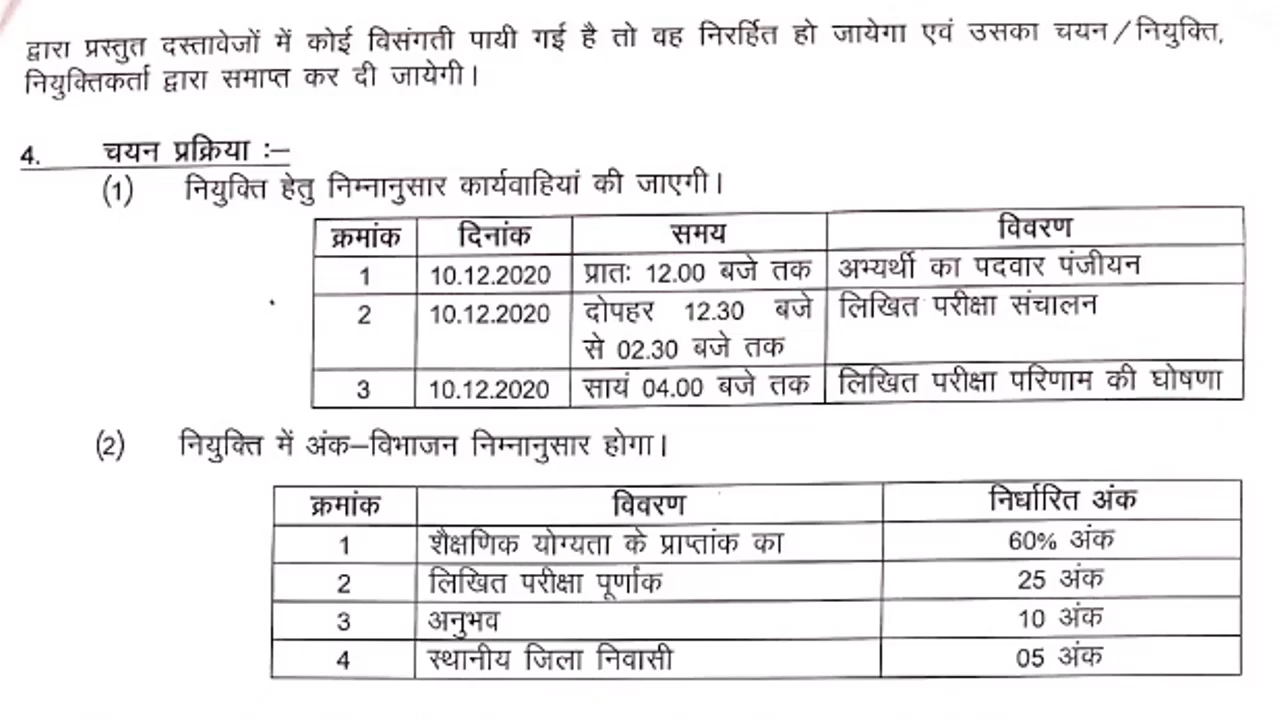 द्वारा प्रस्तुत दस्तावेजों में कोई विसंगती पायी गई है तो वह निरर्हित हो जायेगा एवं उसका चयन/नियुक्ति,
नियुक्तिकर्ता द्वारा समाप्त कर दी जायेगी।
4. चयन प्रक्रिया :–
(1) नियुक्ति हेतु निम्नानुसार कार्यवाहियां की जाएगी।
क्रमांक दिनांक समय विवरण
1 10.12.2020 प्रातः 12.00 बजे तक अभ्यर्थी का पदवार पंजीयन
2 10.12.2020 दोपहर 12.30 बजे लिखित परीक्षा संचालन
से 02.30 बजे तक
3 10.12.2020 सायं 04.00 बजे तक लिखित परीक्षा परिणाम की घोषणा
(2) नियुक्ति में अंक–विभाजन निम्नानुसार होगा।
क्रमांक विवरण निर्धारित अंक
1 शैक्षणिक योग्यता के प्राप्तांक का 60% अंक
2 लिखित परीक्षा पूर्णाक 25 अंक
3 अनुभव 10 अंक
4 स्थानीय जिला निवासी 05 अंक